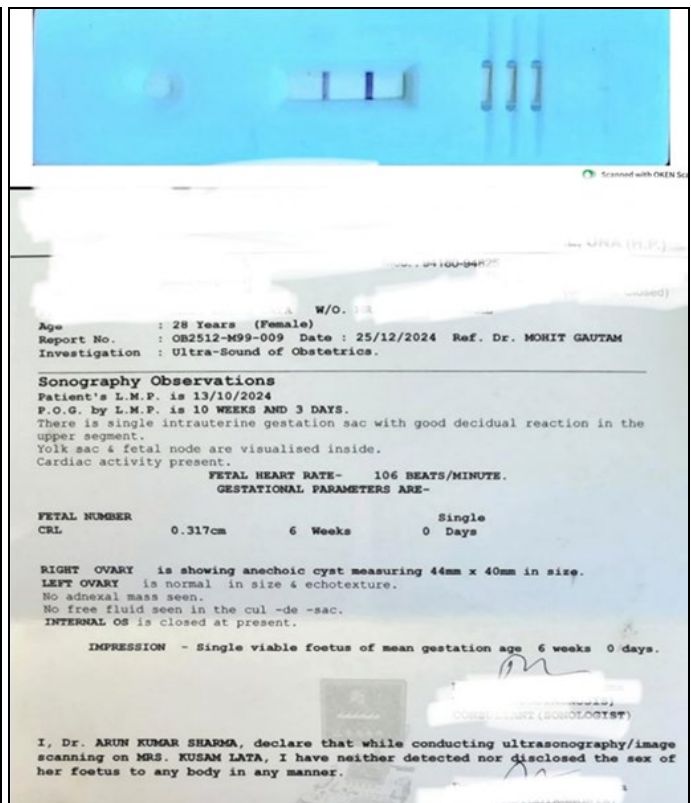 Scanned with OKEN Sca
UNA (H.P.)
94180-94825
W/O.
Age : 28 Years (Female)
Report No. : OB2512-M99-009 Date : 25/12/2024 Ref. Dr. MOHIT GAUTAM
Investigation : Ultra-Sound of Obstetrics.
Sonography Observations
Patient's L.M.P. is 13/10/2024
P.O.G. by L.M.P. is 10 WEEKS AND 3 DAYS.
There is single intrauterine gestation sac with good decidual reaction in the
upper segment.
Yolk sac & fetal node are visualised inside.
Cardiac activity present.
FETAL HEART RATE- 106 BEATS/MINUTE.
GESTATIONAL PARAMETERS ARE-
FETAL NUMBER Single
CRL 0.317cm 6 Weeks 0 Days
RIGHT OVARY is showing anechoic cyst measuring 44mm x 40mm in size.
LEFT OVARY is normal in size & echotexture.
No adnexal mass seen.
No free fluid seen in the cul -de -sac.
INTERNAL OS is closed at present.
IMPRESSION - Single viable foetus of mean gestation age 6 weeks 0 days.
CONSULTANT (SONOLOGIST)
I, Dr. ARUN KUMAR SHARMA, declare that while conducting ultrasonography/image
scanning on MRS. KUSAM LATA, I have neither detected nor disclosed the sex of
her foetus to any body in any manner.